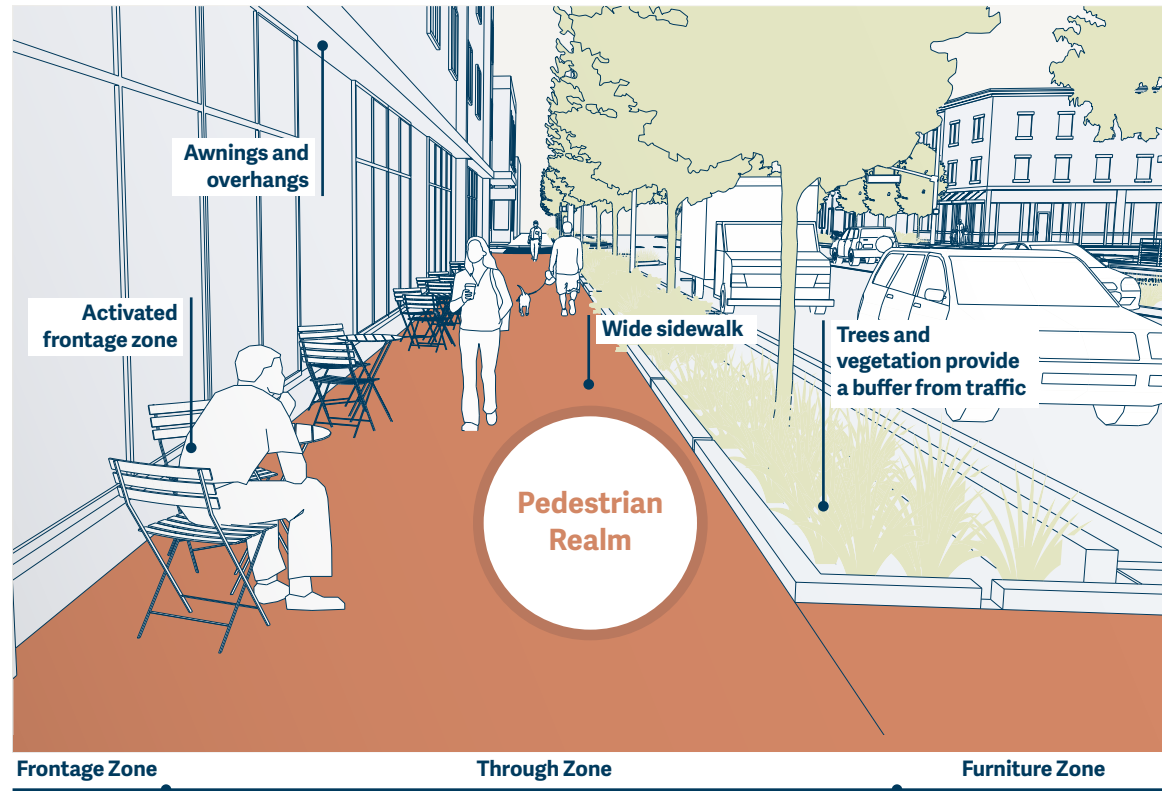 Awnings and
overhangs
Activated
frontage zone
Wide sidewalk
Trees and
vegetation provide
a buffer from traffic
Pedestrian
Realm
Frontage Zone
Through Zone
Furniture Zone